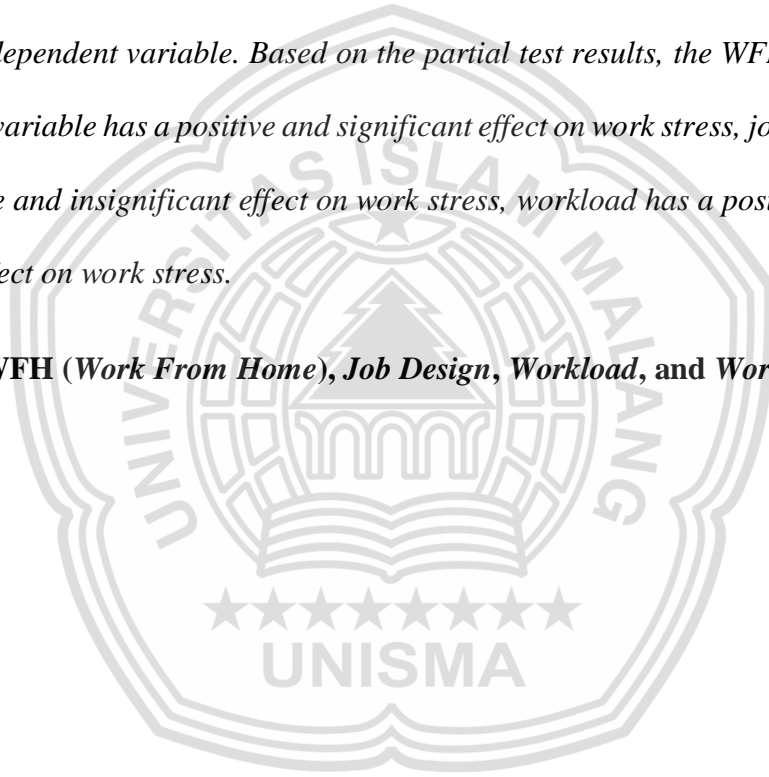 dependent variable. Based on the partial test results, the WFH
variable has a positive and significant effect on work stress, jo
e and insignificant effect on work stress, workload has a posi
fect on work stress.
WFH (Work From Home), Job Design, Workload, and Wor
UNIVERSITAS ISLAM MALANG
UNISMA